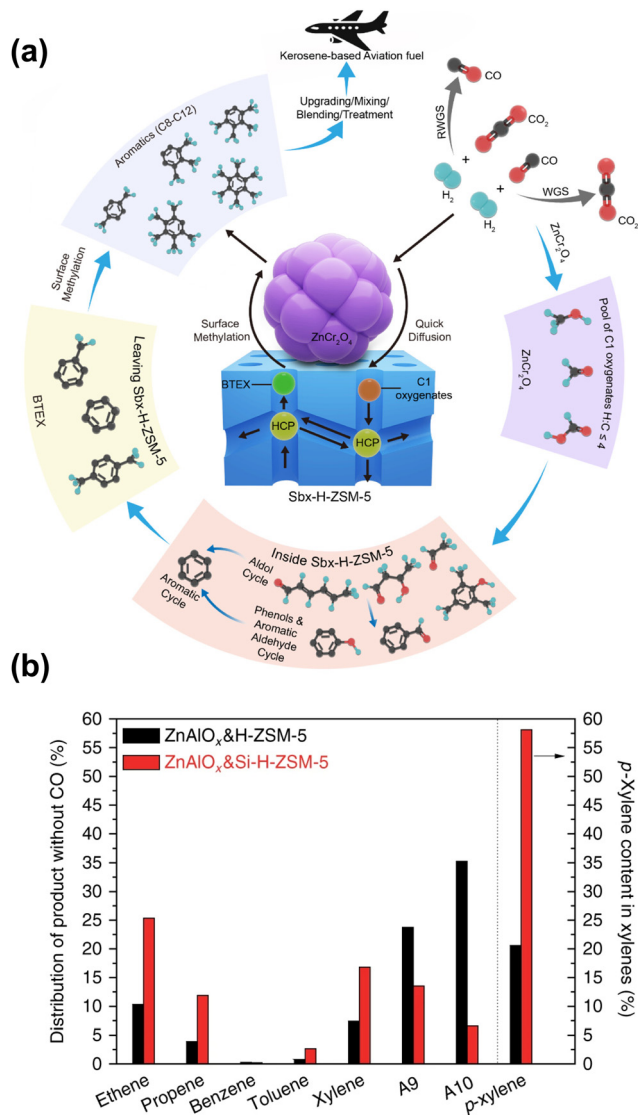 (a)
Kerosene-based Aviation fuel
Upgrading/Mixing/
Blending/Treatment
Aromatics (C8-C12)
CO
RWGS
CO2
+
CO
H2
+
H2
WGS
CO2
ZnCr2O4
Surface
Methylation
Surface
Methylation
ZnCr2O4
Quick
Diffusion
BTEX
C1
oxygenates
HCP
HCP
Sbx-H-ZSM-5
Pool of C1 oxygenates H:C ≤ 4
ZnCr2O4
Leaving Sbx-H-ZSM-5
BTEX
Inside Sbx-H-ZSM-5
Aldol
Cycle
Aromatic
Cycle
Phenols &
Aromatic
Aldehyde
Cycle
(b)
Distribution of product without CO (%)
60
55
50
45
40
35
30
25
20
15
10
5
0
ZnAlOx&H-ZSM-5
ZnAlOx&Si-H-ZSM-5
60
55
50
45
40
35
30
25
20
15
10
5
0
p-Xylene content in xylenes (%)
Ethene
Propene
Benzene
Toluene
Xylene
A9
A10
p-xylene